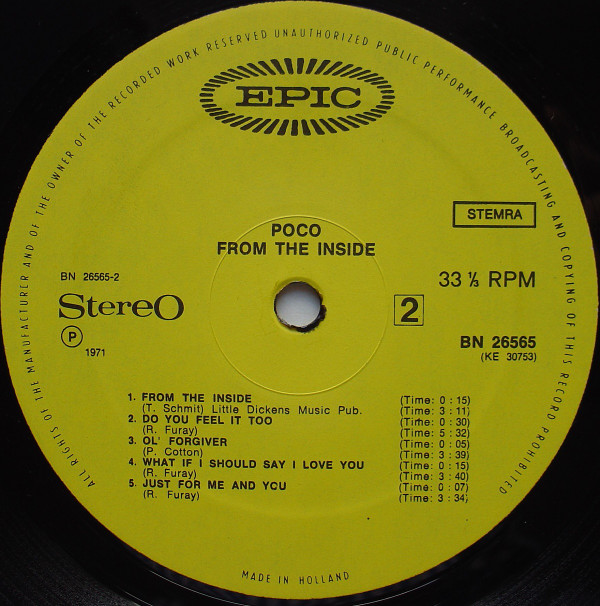 ALL RIGHTS OF THE MANUFACTURER AND OF THE OWNER OF THE RECORDED WORK RESERVED UNAUTHORIZED PUBLIC PERFORMANCE BROADCASTING AND COPYING OF THIS RECORD PROHIBITED
EPIC
STEMRA
POCO
FROM THE INSIDE
BN 26565-2
33 ⅓ RPM
StereO
2
P
1971
BN 26565
(KE 30753)
1. FROM THE INSIDE (Time: 0 : 15)
(T. Schmit) Little Dickens Music Pub. (Time: 3 : 11)
2. DO YOU FEEL IT TOO (Time: 0 : 30)
(R. Furay) (Time: 5 : 32)
3. OL' FORGIVER (Time: 0 : 05)
(P. Cotton) (Time: 3 : 39)
4. WHAT IF I SHOULD SAY I LOVE YOU (Time: 0 : 15)
(R. Furay) (Time: 3 : 40)
5. JUST FOR ME AND YOU (Time: 0 : 07)
(R. Furay) (Time: 3 : 34)
MADE IN HOLLAND